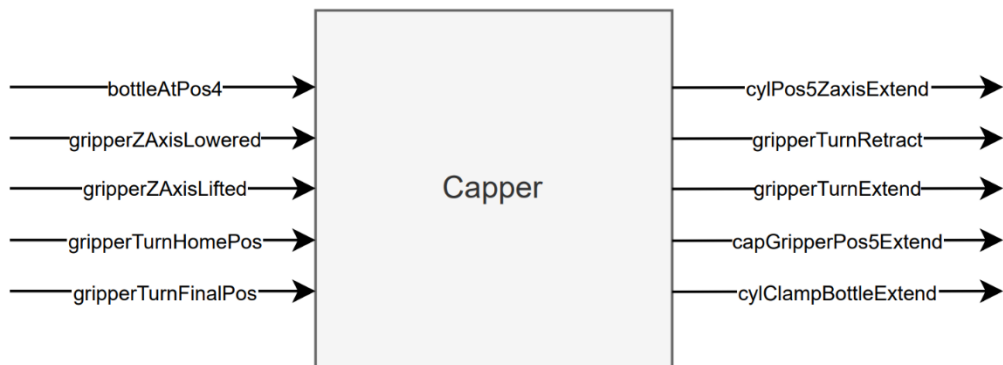 bottleAtPos4
gripperZAxisLowered
gripperZAxisLifted
gripperTurnHomePos
gripperTurnFinalPos
Capper
cylPos5ZaxisExtend
gripperTurnRetract
gripperTurnExtend
capGripperPos5Extend
cylClampBottleExtend